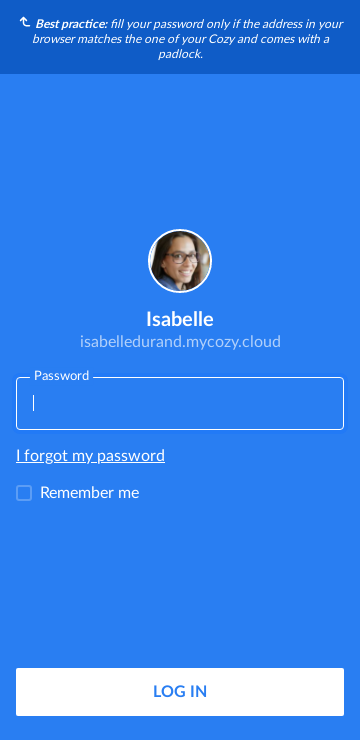 Best practice: fill your password only if the address in your
browser matches the one of your Cozy and comes with a
padlock.
Isabelle
isabelledurand.mycozy.cloud
Password
I forgot my password
Remember me
LOG IN